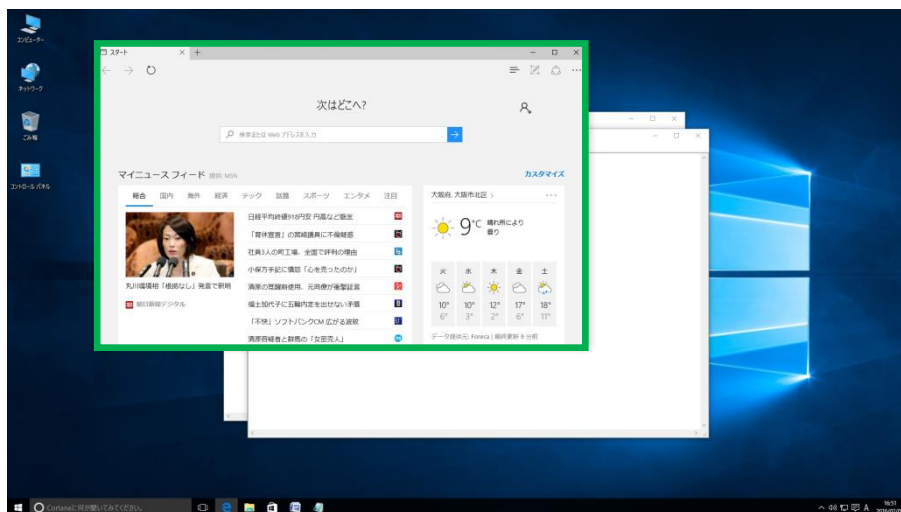 コンピューター
ネットワーク
ごみ箱
コントロール パネル
スタート
次はどこへ?
検索または Web アドレスを入力
マイニュース フィード 提供: MSN
カスタマイズ
総合 国内 海外 経済 テック 話題 スポーツ エンタメ 注目
日経平均終値918円安 円高など懸念
「育休宣言」の宮崎議員に不倫疑惑
社員3人の町工場、全国で評判の理由
小保方手記に憤怒「心を売ったのか」
丸川環境相「根拠なし」発言で釈明
清原の覚醒剤使用、元同僚が衝撃証言
朝日新聞デジタル
福士加代子に五輪内定を出せない矛盾
「不快」ソフトバンクCM 広がる波紋
清原容疑者と群馬の「女密売人」
大阪府, 大阪市北区 >
9°C 晴れ所により
曇り
火 水 木 金 土
10° 10° 12° 17° 18°
6° 3° 2° 6° 11°
データ提供元: Foreca | 最終更新 9 分前
Cortanaに何か聞いてみてください。
A
16:51